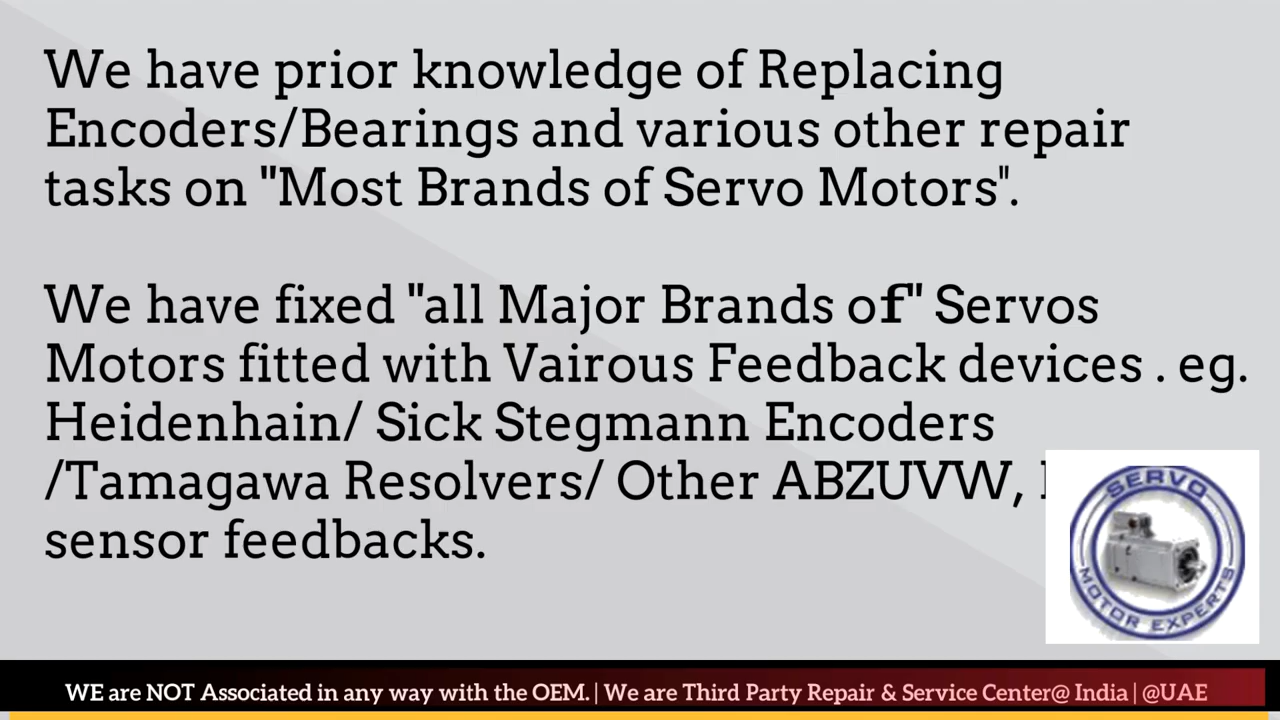 We have prior knowledge of Replacing
Encoders/Bearings and various other repair
tasks on "Most Brands of Servo Motors".
We have fixed "all Major Brands of" Servos
Motors fitted with Vairous Feedback devices . eg.
Heidenhain/ Sick Stegmann Encoders
/Tamagawa Resolvers/ Other ABZUVW,
sensor feedbacks.
SERVO
MOTOR EXPERTS
WE are NOT Associated in any way with the OEM. | We are Third Party Repair & Service Center@ India | @UAE